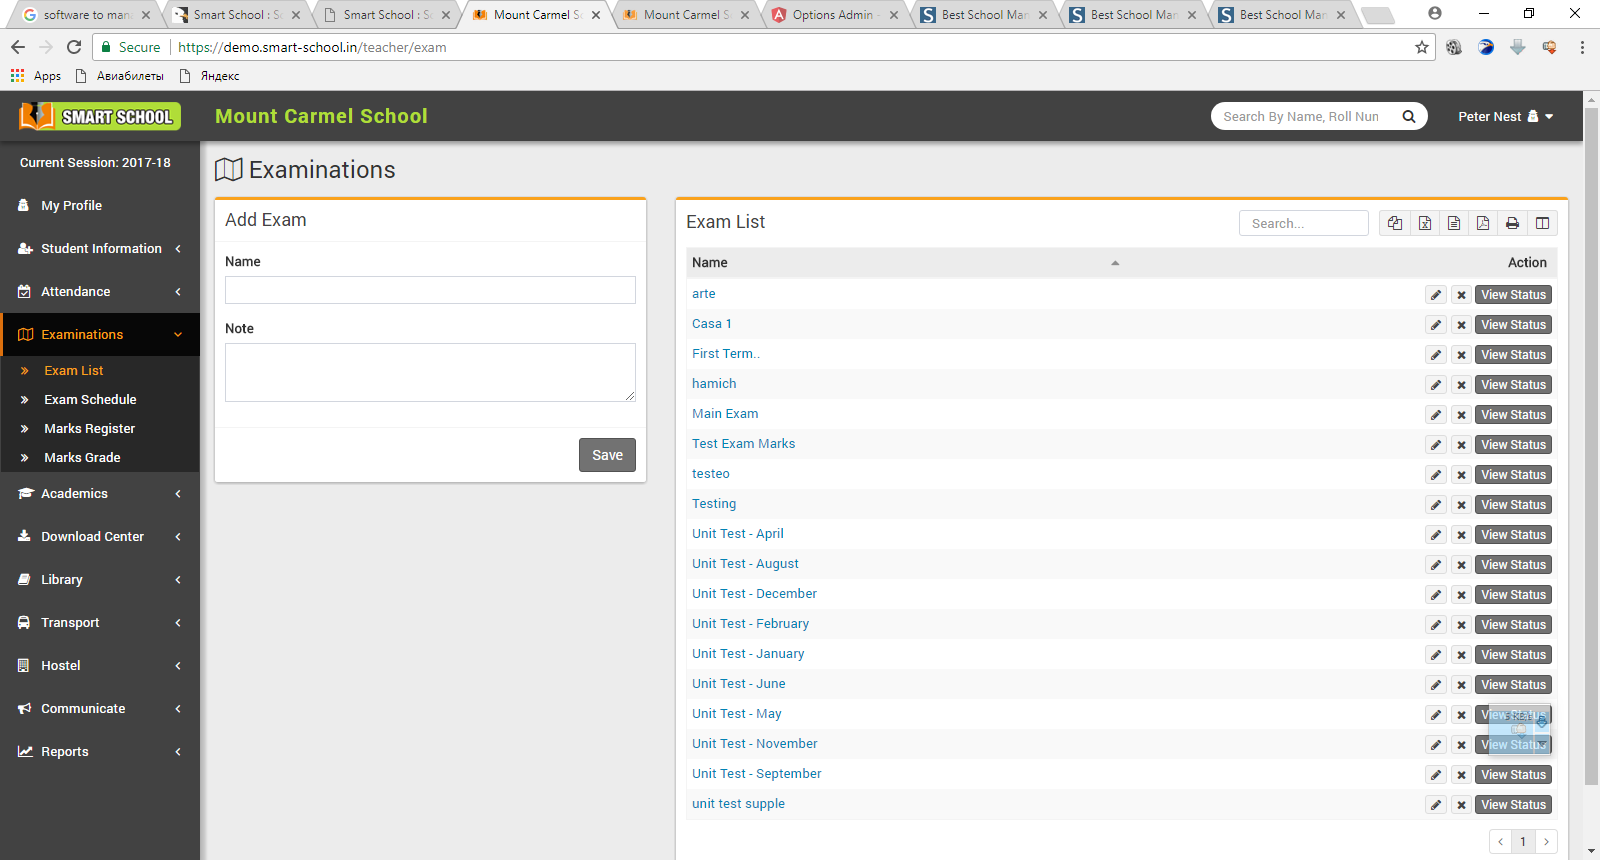 software to mana
Smart School : S
Smart School : S
Mount Carmel Sc
Mount Carmel S
Options Admin -
Best School Man
Best School Man
Best School Man
Secure
https://demo.smart-school.in/teacher/exam
Apps
Авиабилеты
Яндекс
SMART SCHOOL
Mount Carmel School
Search By Name, Roll Num
Peter Nest
Current Session: 2017-18
My Profile
Student Information
Attendance
Examinations
Exam List
Exam Schedule
Marks Register
Marks Grade
Academics
Download Center
Library
Transport
Hostel
Communicate
Reports
Examinations
Add Exam
Name
Note
Save
Exam List
Search...
Name
Action
arte
View Status
Casa 1
View Status
First Term..
View Status
hamich
View Status
Main Exam
View Status
Test Exam Marks
View Status
testeo
View Status
Testing
View Status
Unit Test - April
View Status
Unit Test - August
View Status
Unit Test - December
View Status
Unit Test - February
View Status
Unit Test - January
View Status
Unit Test - June
View Status
Unit Test - May
View Status
Unit Test - November
View Status
Unit Test - September
View Status
unit test supple
View Status
1